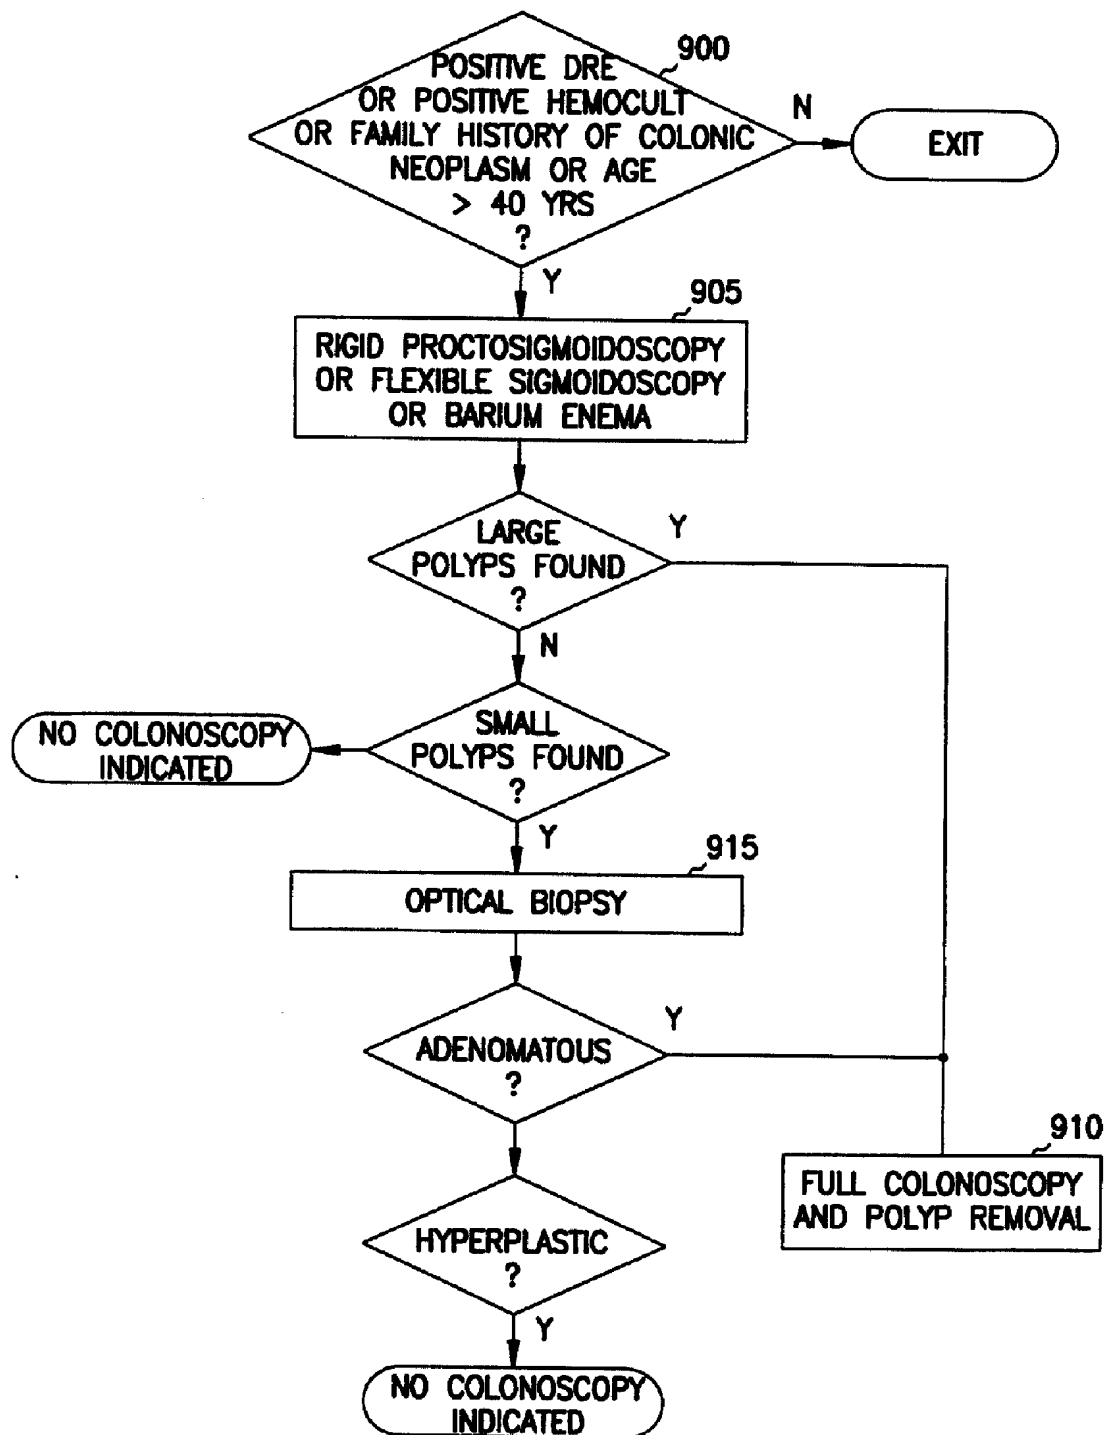 900
POSITIVE DRE
OR POSITIVE HEMOCULT
OR FAMILY HISTORY OF COLONIC
NEOPLASM OR AGE
> 40 YRS
?
N
EXIT
Y
905
RIGID PROCTOSIGMOIDOSCOPY
OR FLEXIBLE SIGMOIDOSCOPY
OR BARIUM ENEMA
LARGE
POLYPS FOUND
?
Y
N
SMALL
POLYPS FOUND
?
NO COLONOSCOPY
INDICATED
Y
915
OPTICAL BIOPSY
ADENOMATOUS
?
Y
910
FULL COLONOSCOPY
AND POLYP REMOVAL
HYPERPLASTIC
?
Y
NO COLONOSCOPY
INDICATED